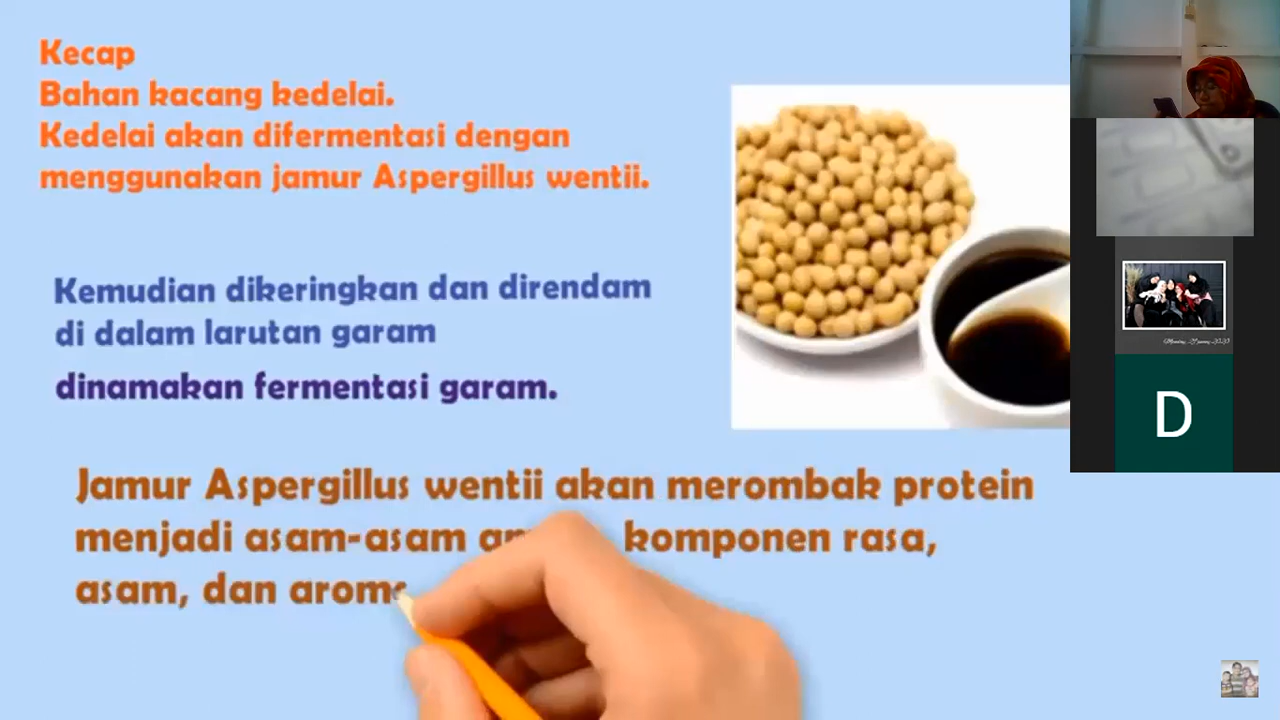 Kecap
Bahan kacang kedelai.
Kedelai akan difermentasi dengan
menggunakan jamur Aspergillus wentii.
Kemudian dikeringkan dan direndam
di dalam larutan garam
dinamakan fermentasi garam.
Jamur Aspergillus wentii akan merombak protein
menjadi asam-asam komponen rasa,
asam, dan
D